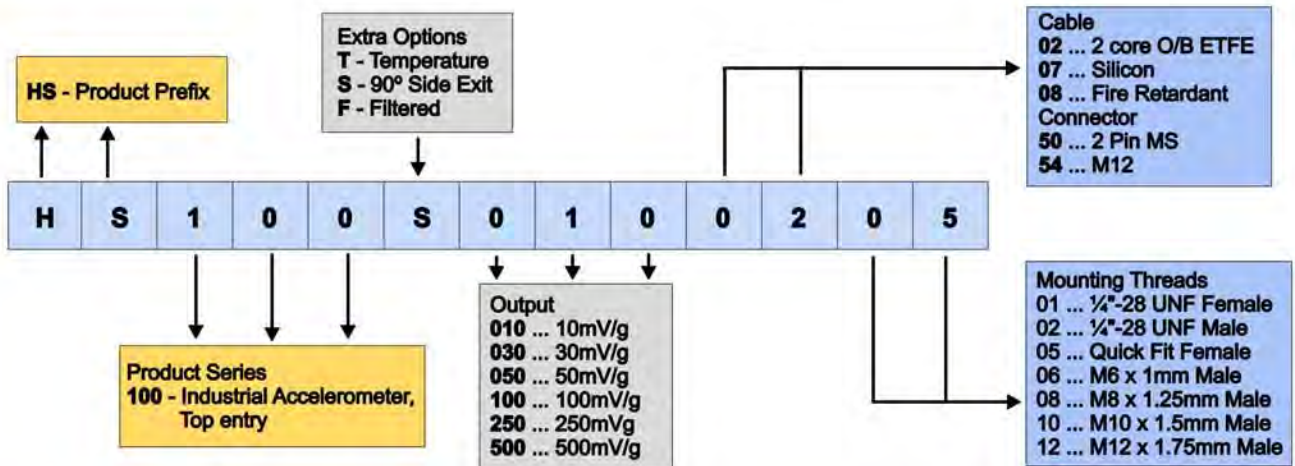 HS - Product Prefix
Extra Options
T - Temperature
S - 90º Side Exit
F - Filtered
Cable
02 ... 2 core O/B ETFE
07 ... Silicon
08 ... Fire Retardant
Connector
50 ... 2 Pin MS
54 ... M12
H S 1 0 0 S 0 1 0 0 2 0 5
Product Series
100 - Industrial Accelerometer,
Top entry
Output
010 ... 10mV/g
030 ... 30mV/g
050 ... 50mV/g
100 ... 100mV/g
250 ... 250mVg
500 ... 500mV/g
Mounting Threads
01 ... ¼"-28 UNF Female
02 ... ¼"-28 UNF Male
05 ... Quick Fit Female
06 ... M6 x 1mm Male
08 ... M8 x 1.25mm Male
10 ... M10 x 1.5mm Male
12 ... M12 x 1.75mm Male